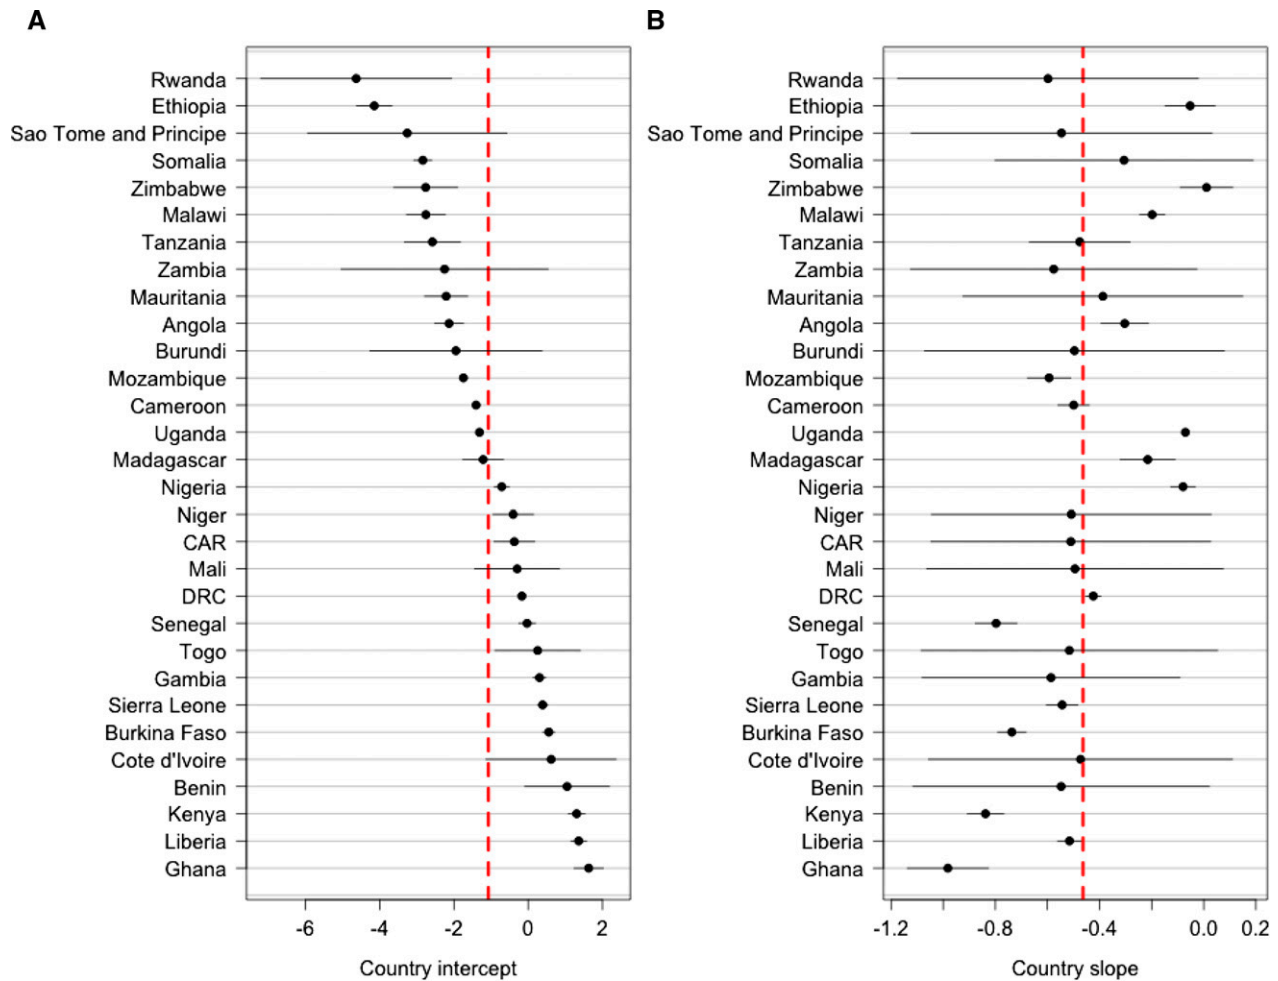 A
Rwanda
Ethiopia
Sao Tome and Principe
Somalia
Zimbabwe
Malawi
Tanzania
Zambia
Mauritania
Angola
Burundi
Mozambique
Cameroon
Uganda
Madagascar
Nigeria
Niger
CAR
Mali
DRC
Senegal
Togo
Gambia
Sierra Leone
Burkina Faso
Cote d'Ivoire
Benin
Kenya
Liberia
Ghana
-6 -4 -2 0 2
Country intercept
B
Rwanda
Ethiopia
Sao Tome and Principe
Somalia
Zimbabwe
Malawi
Tanzania
Zambia
Mauritania
Angola
Burundi
Mozambique
Cameroon
Uganda
Madagascar
Nigeria
Niger
CAR
Mali
DRC
Senegal
Togo
Gambia
Sierra Leone
Burkina Faso
Cote d'Ivoire
Benin
Kenya
Liberia
Ghana
-1.2 -0.8 -0.4 0.0 0.2
Country slope